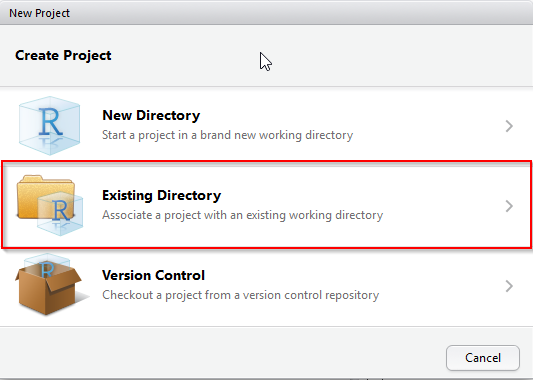 New Project
Create Project
R
New Directory
Start a project in a brand new working directory
R
Existing Directory
Associate a project with an existing working directory
R
Version Control
Checkout a project from a version control repository
Cancel